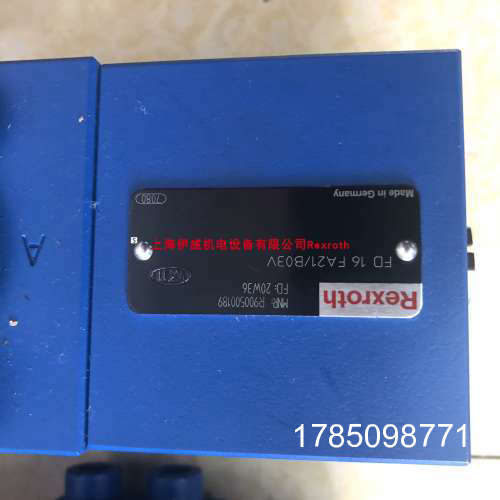 Rexroth
MNR: R900500189
FD: 20W36
FD 16 FA21/B03V
Made in Germany
7080
上海伊威机电设备有限公司Rexroth
A
1785098771